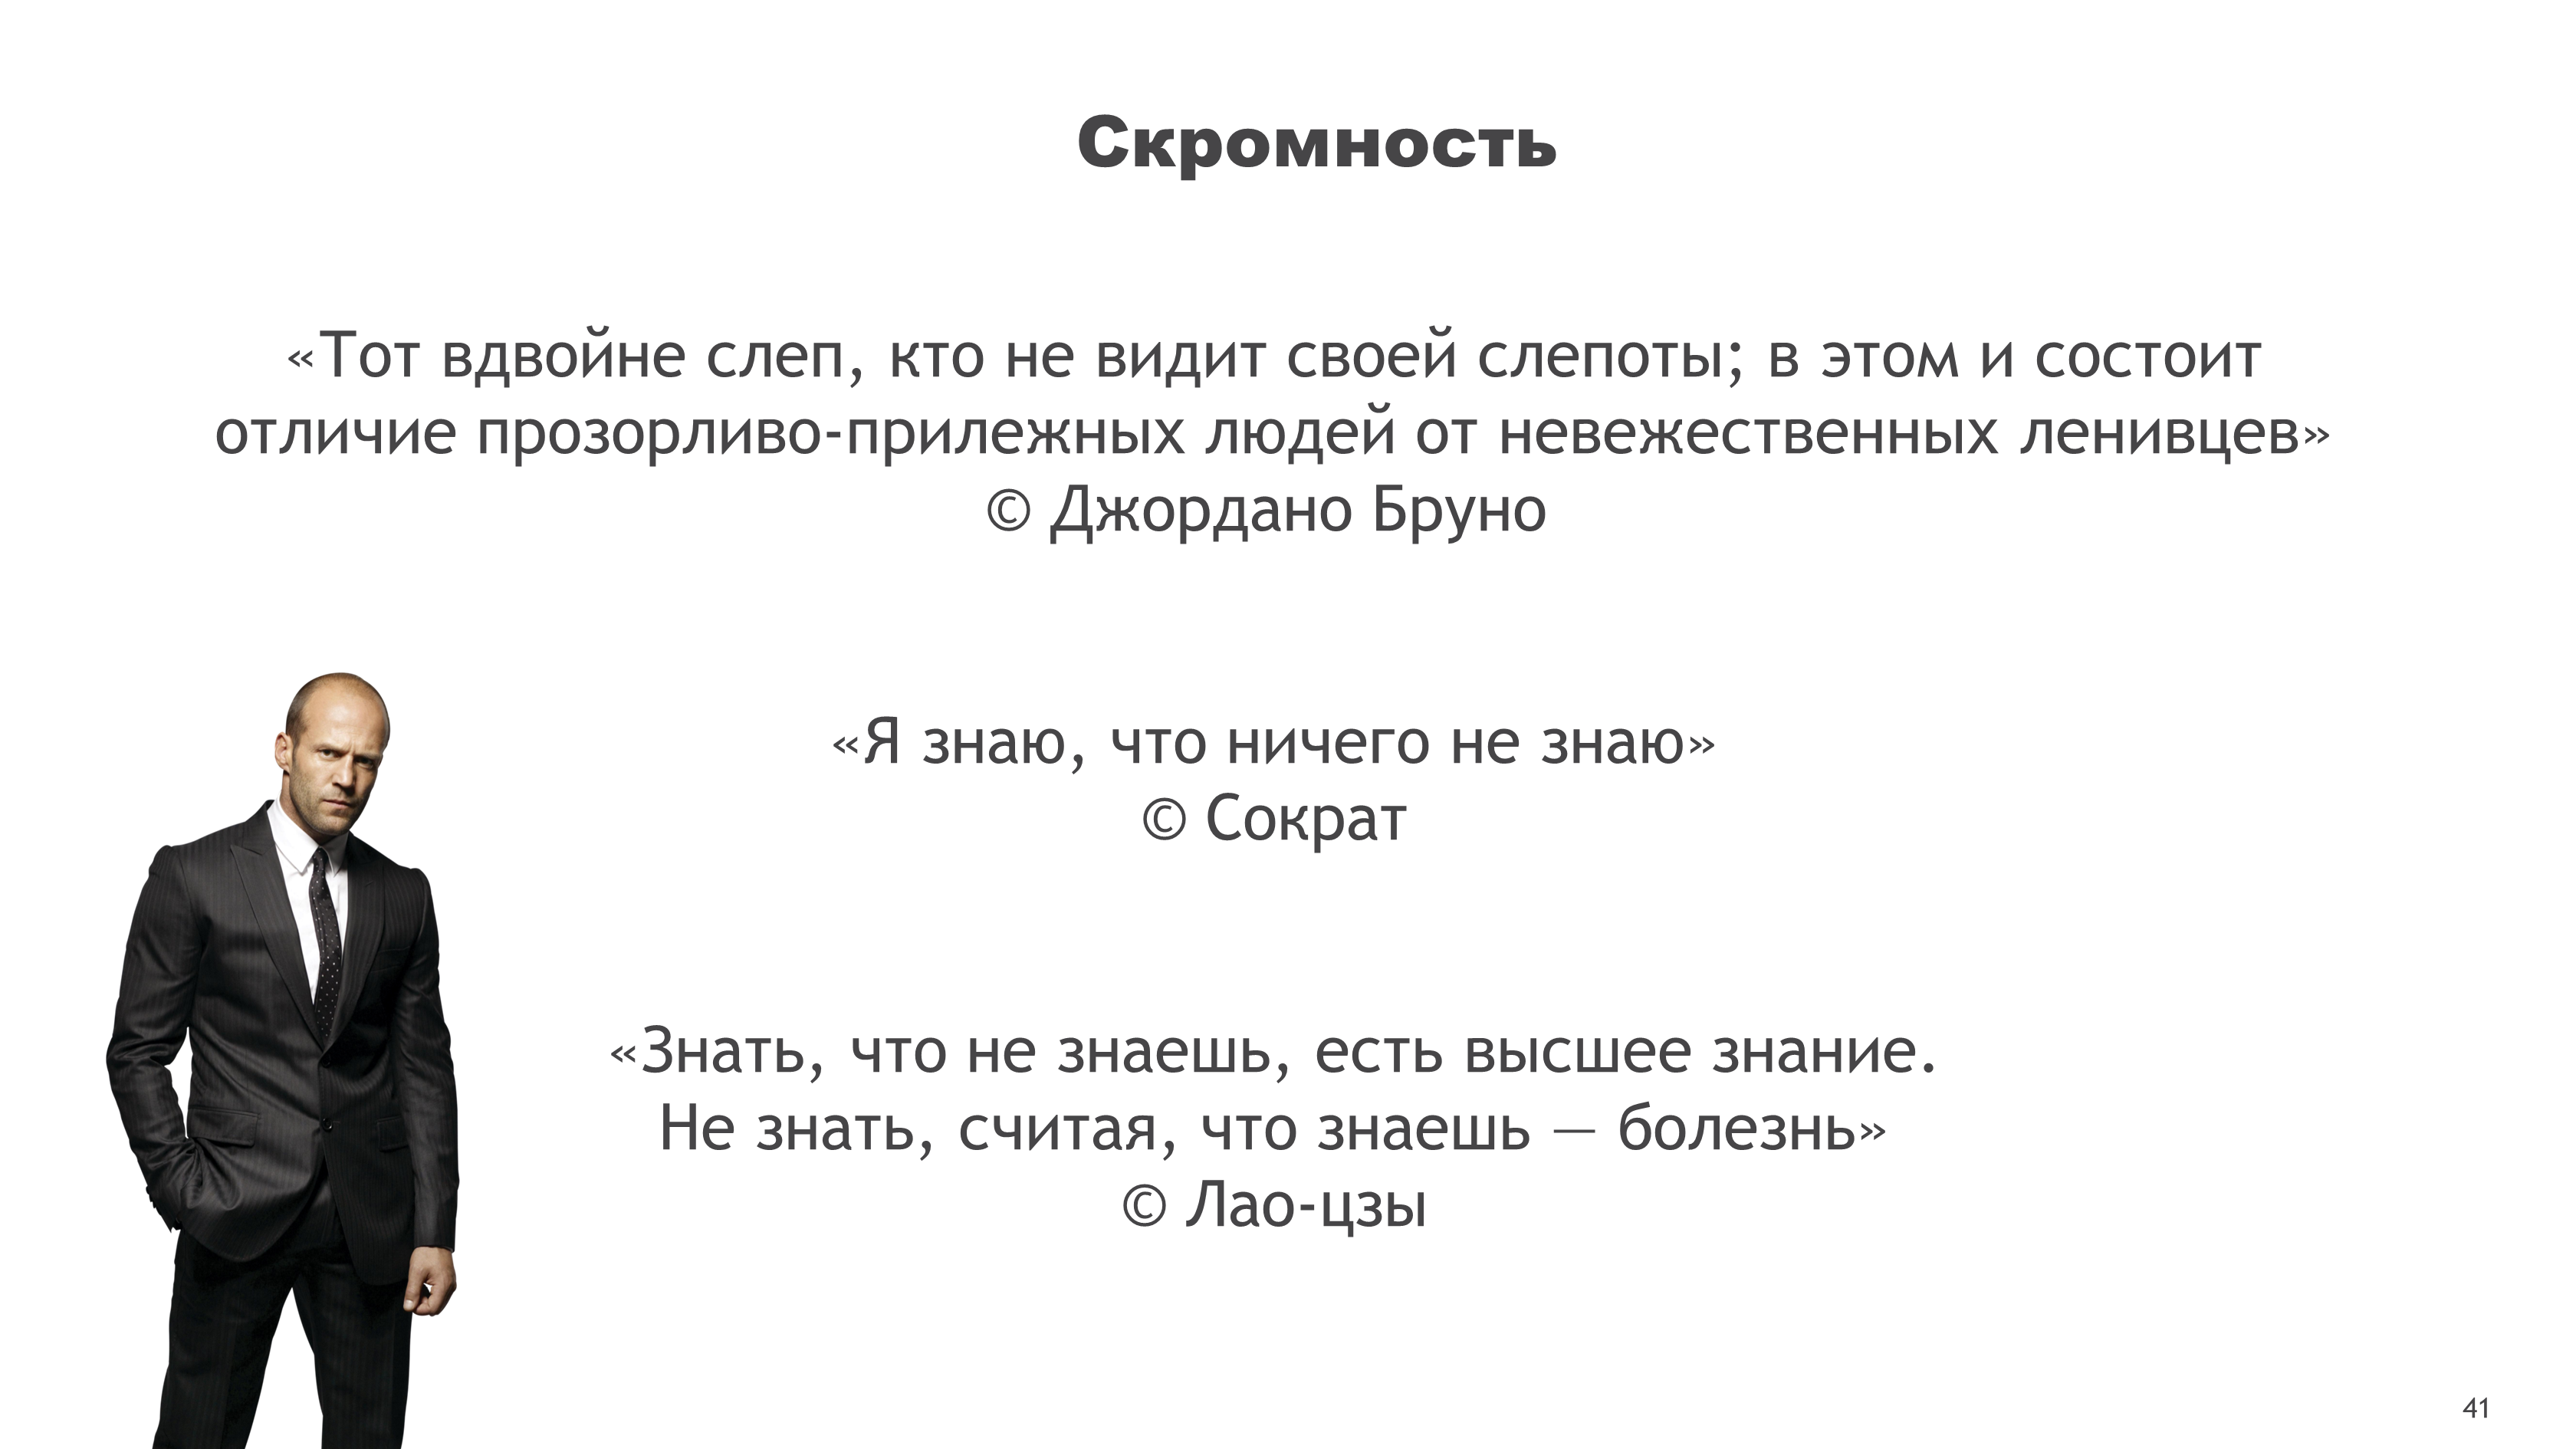 Скромность
«Тот вдвойне слеп, кто не видит своей слепоты; в этом и состоит
отличие прозорливо-прилежных людей от невежественных ленивцев»
© Джордано Бруно
«Я знаю, что ничего не знаю»
© Сократ
«Знать, что не знаешь, есть высшее знание.
Не знать, считая, что знаешь — болезнь»
© Лао-цзы
41